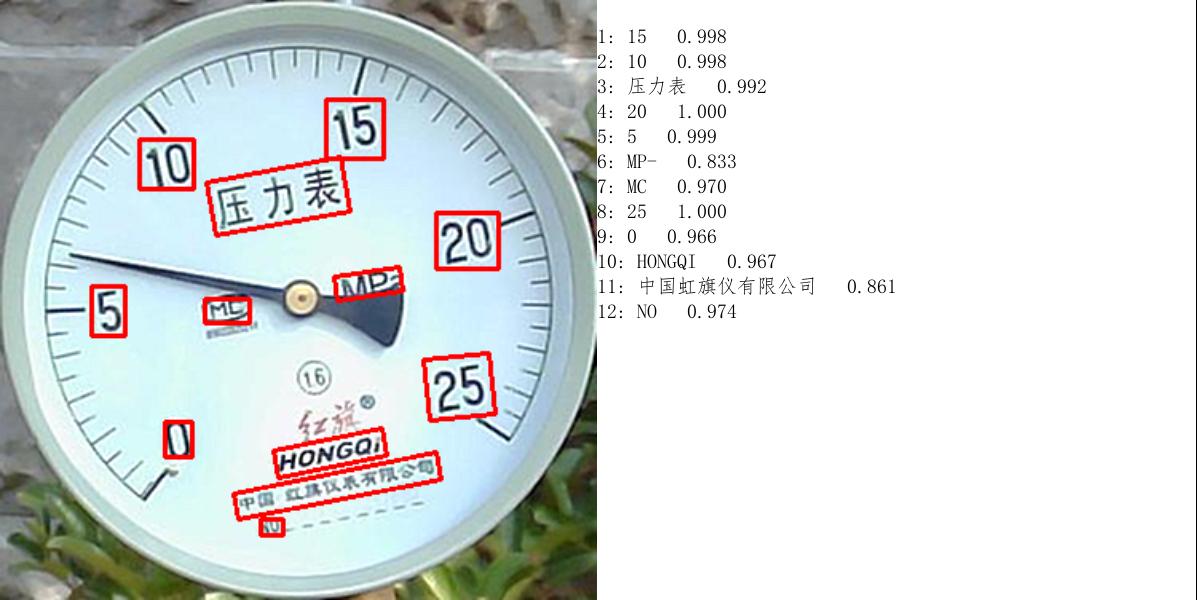 15
10
压力表
20
5
MPa
MC
25
0
16
红旗®
HONGQi
中国·虹旗仪表有限公司
NO
1: 15 0.998
2: 10 0.998
3: 压力表 0.992
4: 20 1.000
5: 5 0.999
6: MP- 0.833
7: MC 0.970
8: 25 1.000
9: 0 0.966
10: HONGQI 0.967
11: 中国虹旗仪有限公司 0.861
12: NO 0.974